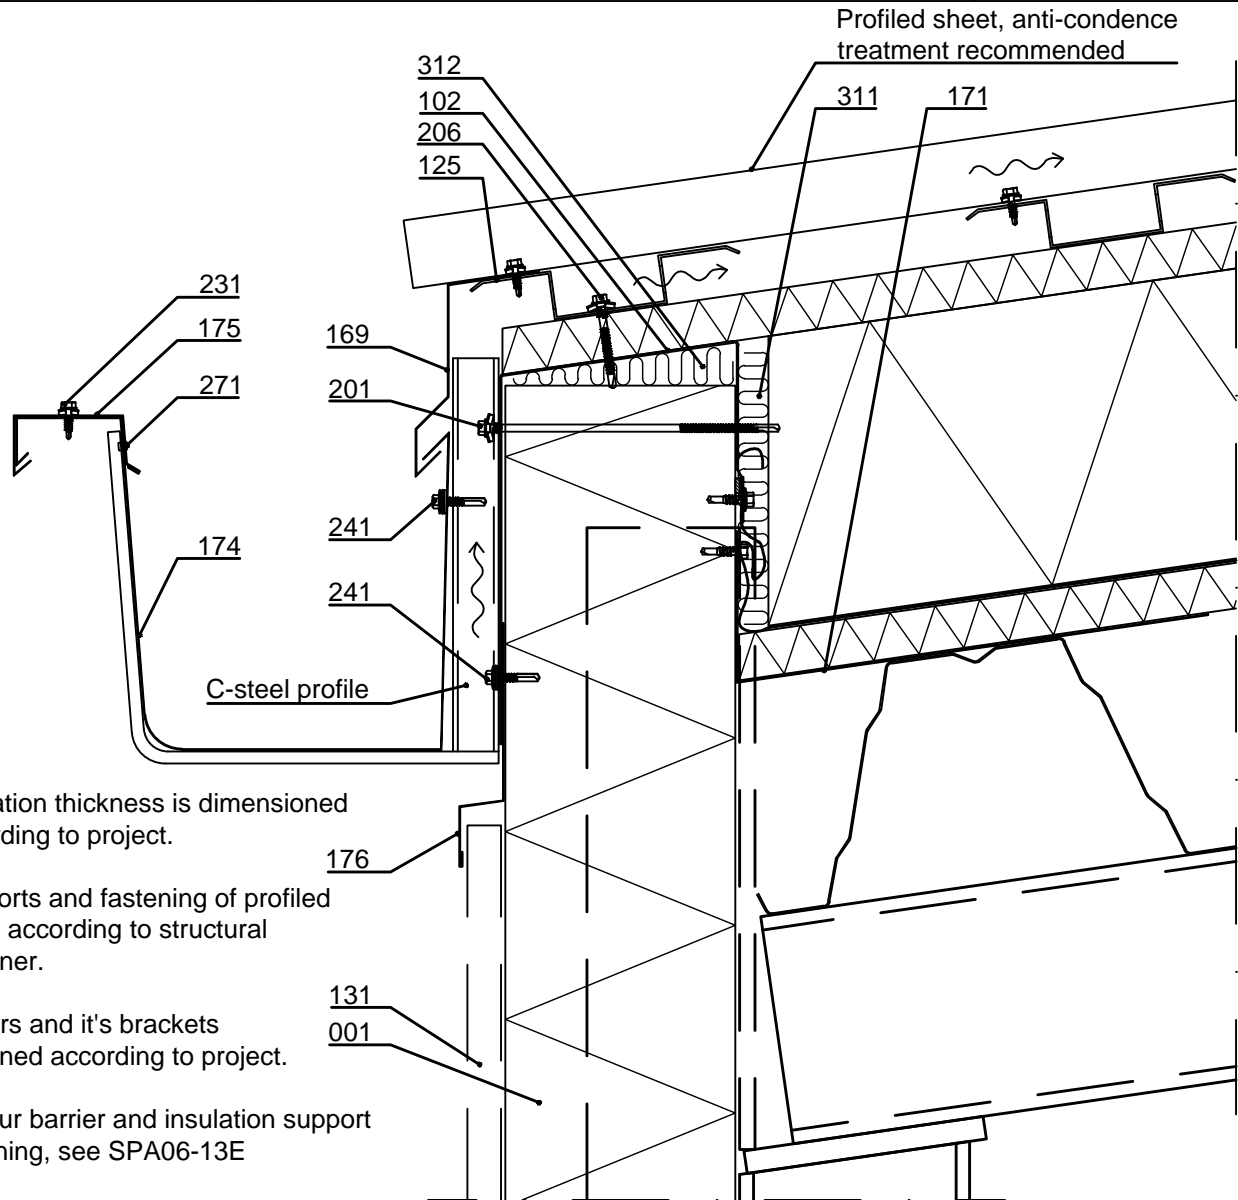 Profiled sheet, anti-condence
treatment recommended
312
102
206
125
311
171
231
175
271
169
201
241
174
241
C-steel profile
ation thickness is dimensioned
rding to project.
176
orts and fastening of profiled
according to structural
ner.
131
001
rs and it's brackets
ned according to project.
ur barrier and insulation support
ning, see SPA06-13E